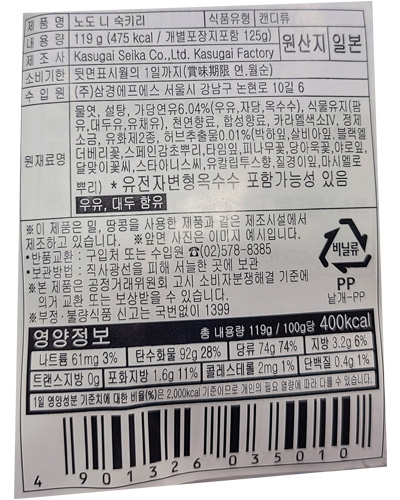 제 품 명 노도 니 숙키리 식품유형 캔디류
내 용 량 119 g (475 kcal / 개별포장지포함 125g) 원산지 일본
제 조 사 Kasugai Seika Co.,Ltd. Kasugai Factory
소비기한 뒷면표시월의 1일까지(賞味期限 연.월순)
수 입 원 (주)삼경에프에스 서울시 강남구 논현로 10길 6
원재료명 물엿, 설탕, 가당연유6.04%(우유,자당,옥수수), 식물유지(팜
유,대두유,유채유), 천연향료, 합성향료, 카라멜색소IV, 정제
소금, 유화제2종, 허브추출물0.01%(박하잎,살비아잎, 블랙엘
더베리꽃,스페인감초뿌리,타임잎,피나무꽃,당아욱꽃,야로잎,
달맞이꽃씨,스타아니스씨,유칼립투스향,질경이잎,마시멜로
뿌리) * 유전자변형옥수수 포함가능성 있음
우유, 대두 함유
※이 제품은 밀, 땅콩을 사용한 제품과 같은 제조시설에서
제조하고 있습니다. ※앞면 사진은 이미지 예시입니다.
•반품교환 : 구입처 또는 수입원 ☎(02)578-8385
•보관방법 : 직사광선을 피해 서늘한 곳에 보관
※본 제품은 공정거래위원회 고시 소비자분쟁해결 기준에
의거 교환 또는 보상받을 수 있습니다.
※부정·불량식품 신고는 국번없이 1399
비닐류
PP
낱개-PP
영양정보 총 내용량 119g / 100g당 400kcal
나트륨 61mg 3% 탄수화물 92g 28% 당류 74g 74% 지방 3.2g 6%
트랜스지방 0g 포화지방 1.6g 11% 콜레스테롤 2mg 1% 단백질 0.4g 1%
1일 영양성분 기준치에 대한 비율(%)은 2,000kcal 기준이므로 개인의 필요 열량에 따라 다를 수 있습니다.
4 901326 035010